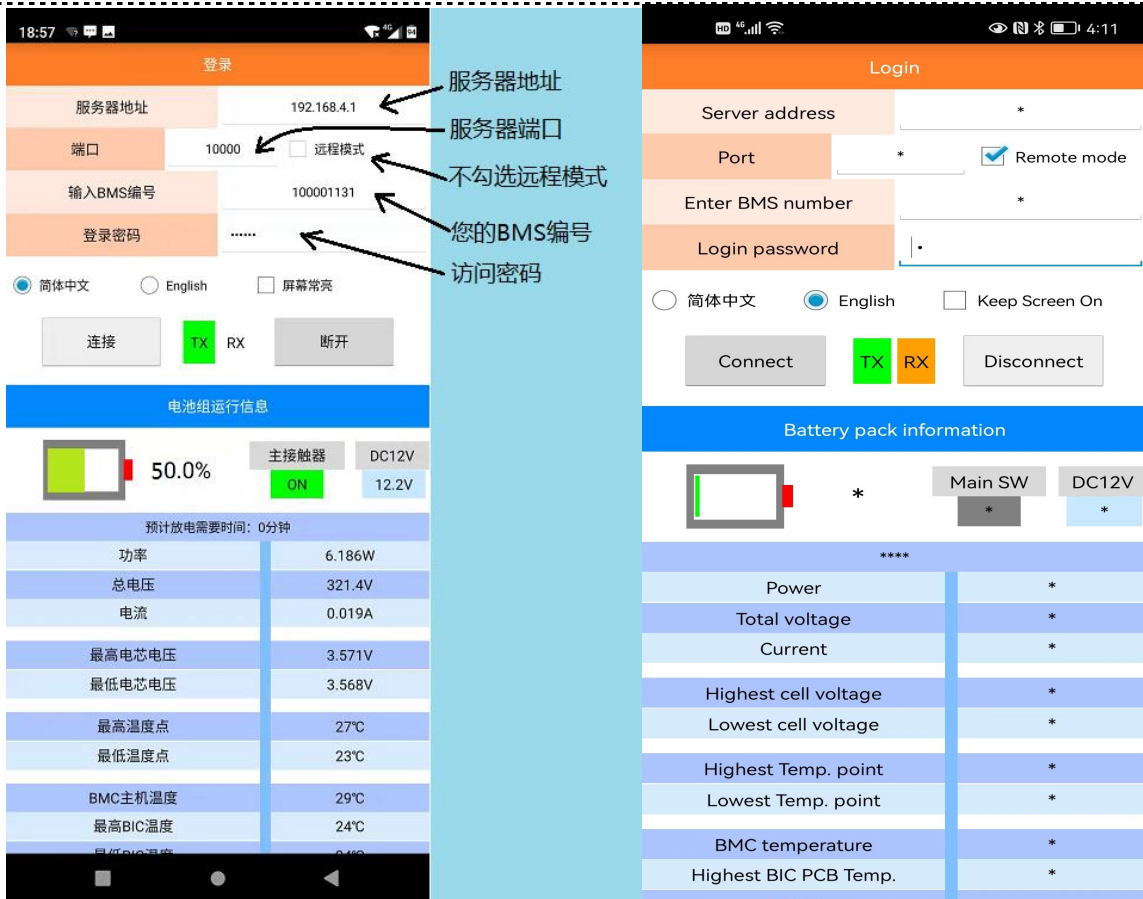 18:57
4G
94
登录
服务器地址 192.168.4.1
端口 10000 远程模式
输入BMS编号 100001131
登录密码 ......
简体中文 English 屏幕常亮
连接 TX RX 断开
电池组运行信息
50.0% 主接触器 DC12V
ON 12.2V
预计放电需要时间：0分钟
功率 6.186W
总电压 321.4V
电流 0.019A
最高电芯电压 3.571V
最低电芯电压 3.568V
最高温度点 27℃
最低温度点 23℃
BMC主机温度 29℃
最高BIC温度 24℃
服务器地址
服务器端口
不勾选远程模式
您的BMS编号
访问密码
HD 4G 4:11
Login
Server address *
Port * Remote mode
Enter BMS number *
Login password •
简体中文 English Keep Screen On
Connect TX RX Disconnect
Battery pack information
* Main SW DC12V
* *
****
Power *
Total voltage *
Current *
Highest cell voltage *
Lowest cell voltage *
Highest Temp. point *
Lowest Temp. point *
BMC temperature *
Highest BIC PCB Temp. *